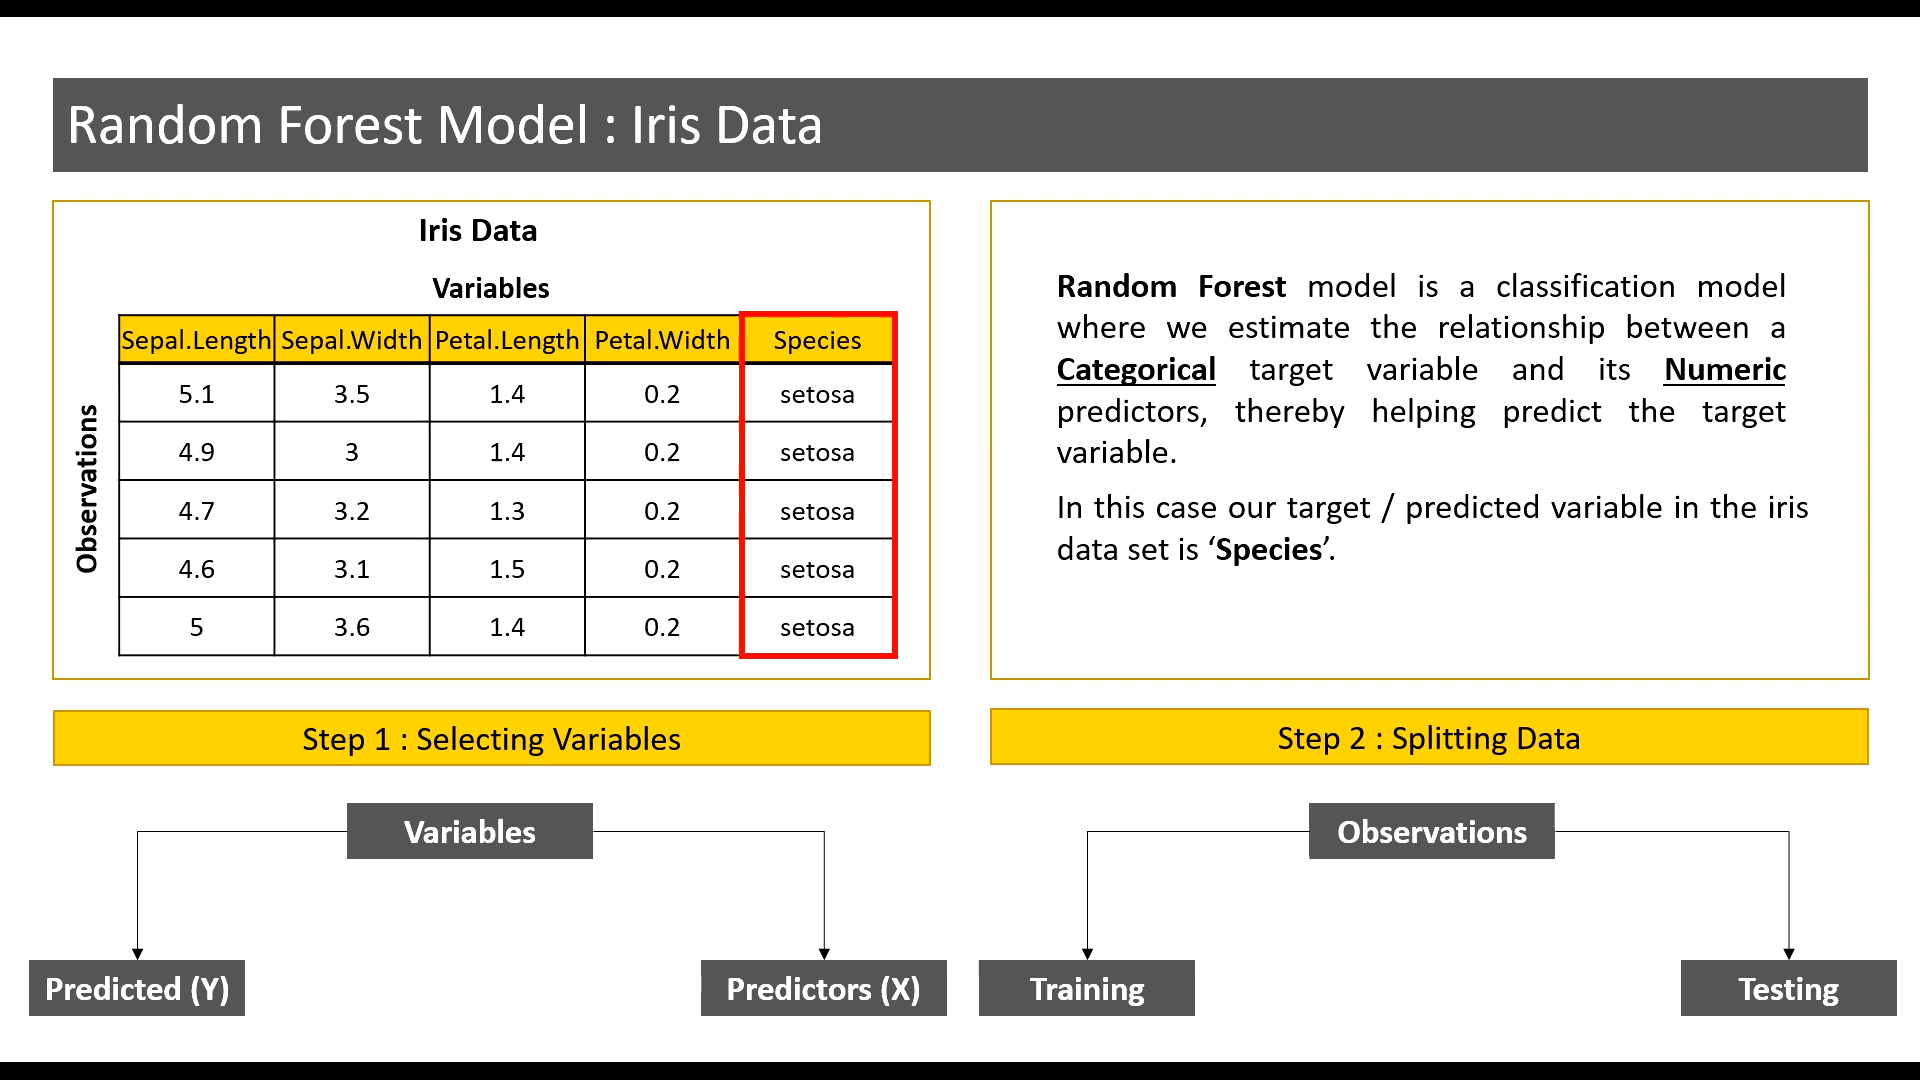 Random Forest Model : Iris Data
Iris Data
Variables
Observations
Sepal.Length Sepal.Width Petal.Length Petal.Width Species
5.1 3.5 1.4 0.2 setosa
4.9 3 1.4 0.2 setosa
4.7 3.2 1.3 0.2 setosa
4.6 3.1 1.5 0.2 setosa
5 3.6 1.4 0.2 setosa
Random Forest model is a classification model
where we estimate the relationship between a
Categorical target variable and its Numeric
predictors, thereby helping predict the target
variable.
In this case our target / predicted variable in the iris
data set is ‘Species’.
Step 1 : Selecting Variables
Variables
Predicted (Y)
Predictors (X)
Step 2 : Splitting Data
Observations
Training
Testing